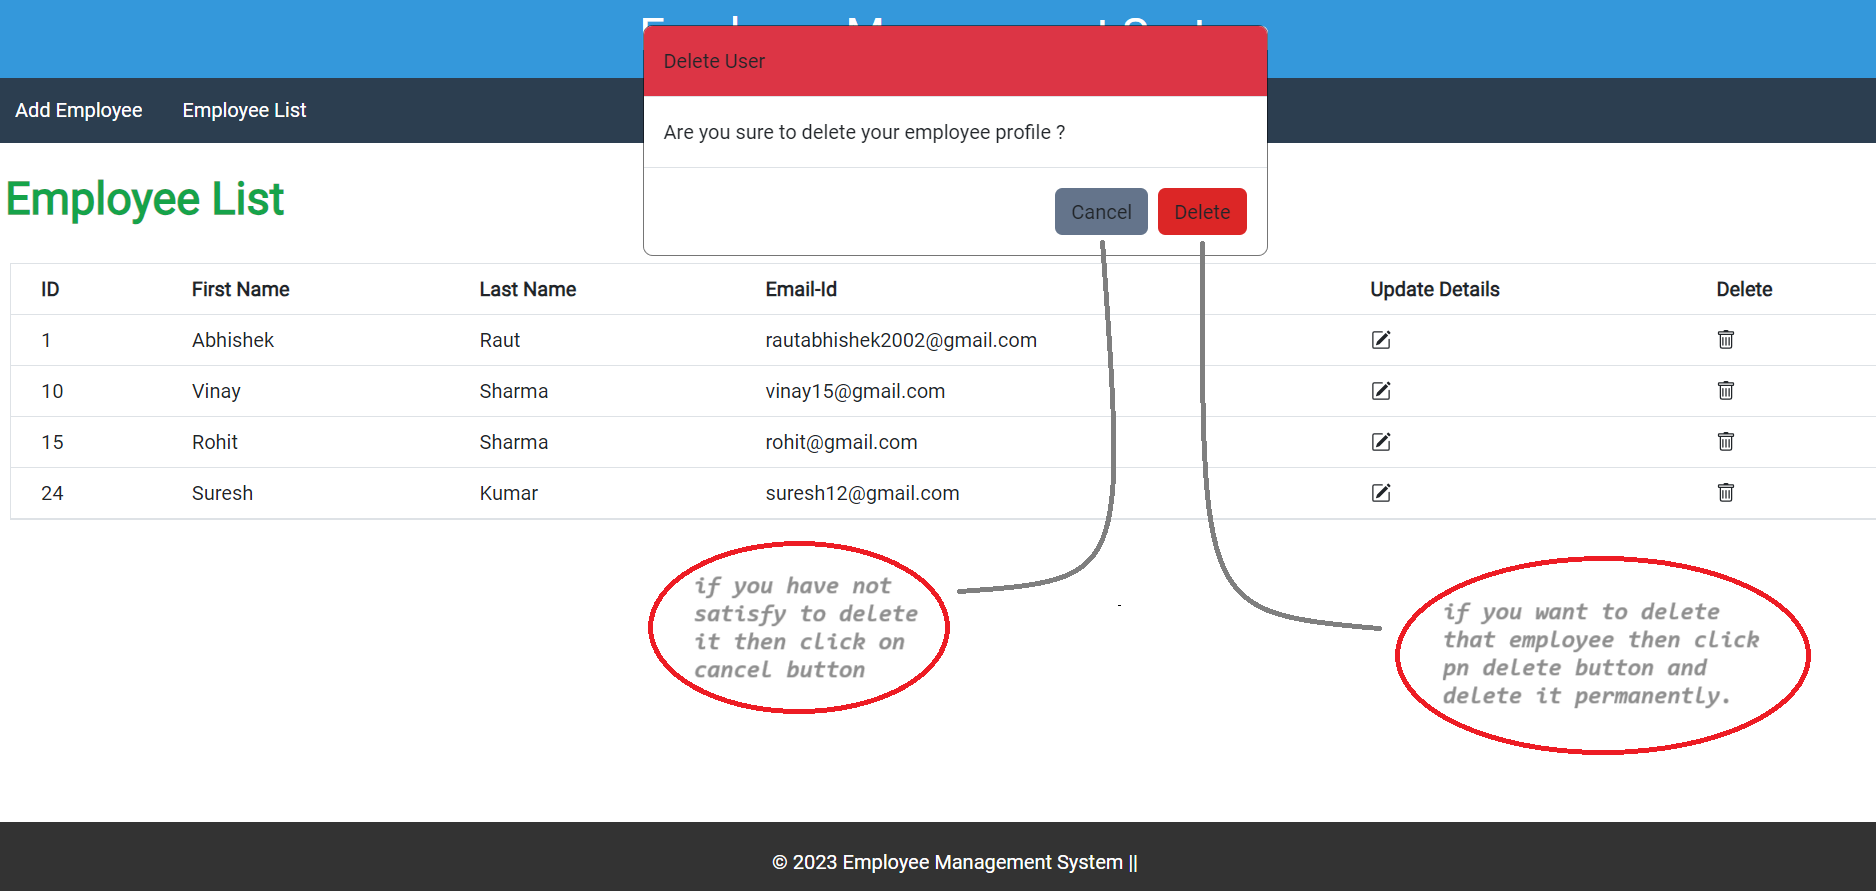 Employee Management System
Delete User
Add Employee Employee List
Are you sure to delete your employee profile ?
Cancel Delete
Employee List
ID First Name Last Name Email-Id Update Details Delete
1 Abhishek Raut rautabhishek2002@gmail.com
10 Vinay Sharma vinay15@gmail.com
15 Rohit Sharma rohit@gmail.com
24 Suresh Kumar suresh12@gmail.com
if you have not
satisfy to delete
it then click on
cancel button
if you want to delete
that employee then click
pn delete button and
delete it permanently.
© 2023 Employee Management System ||